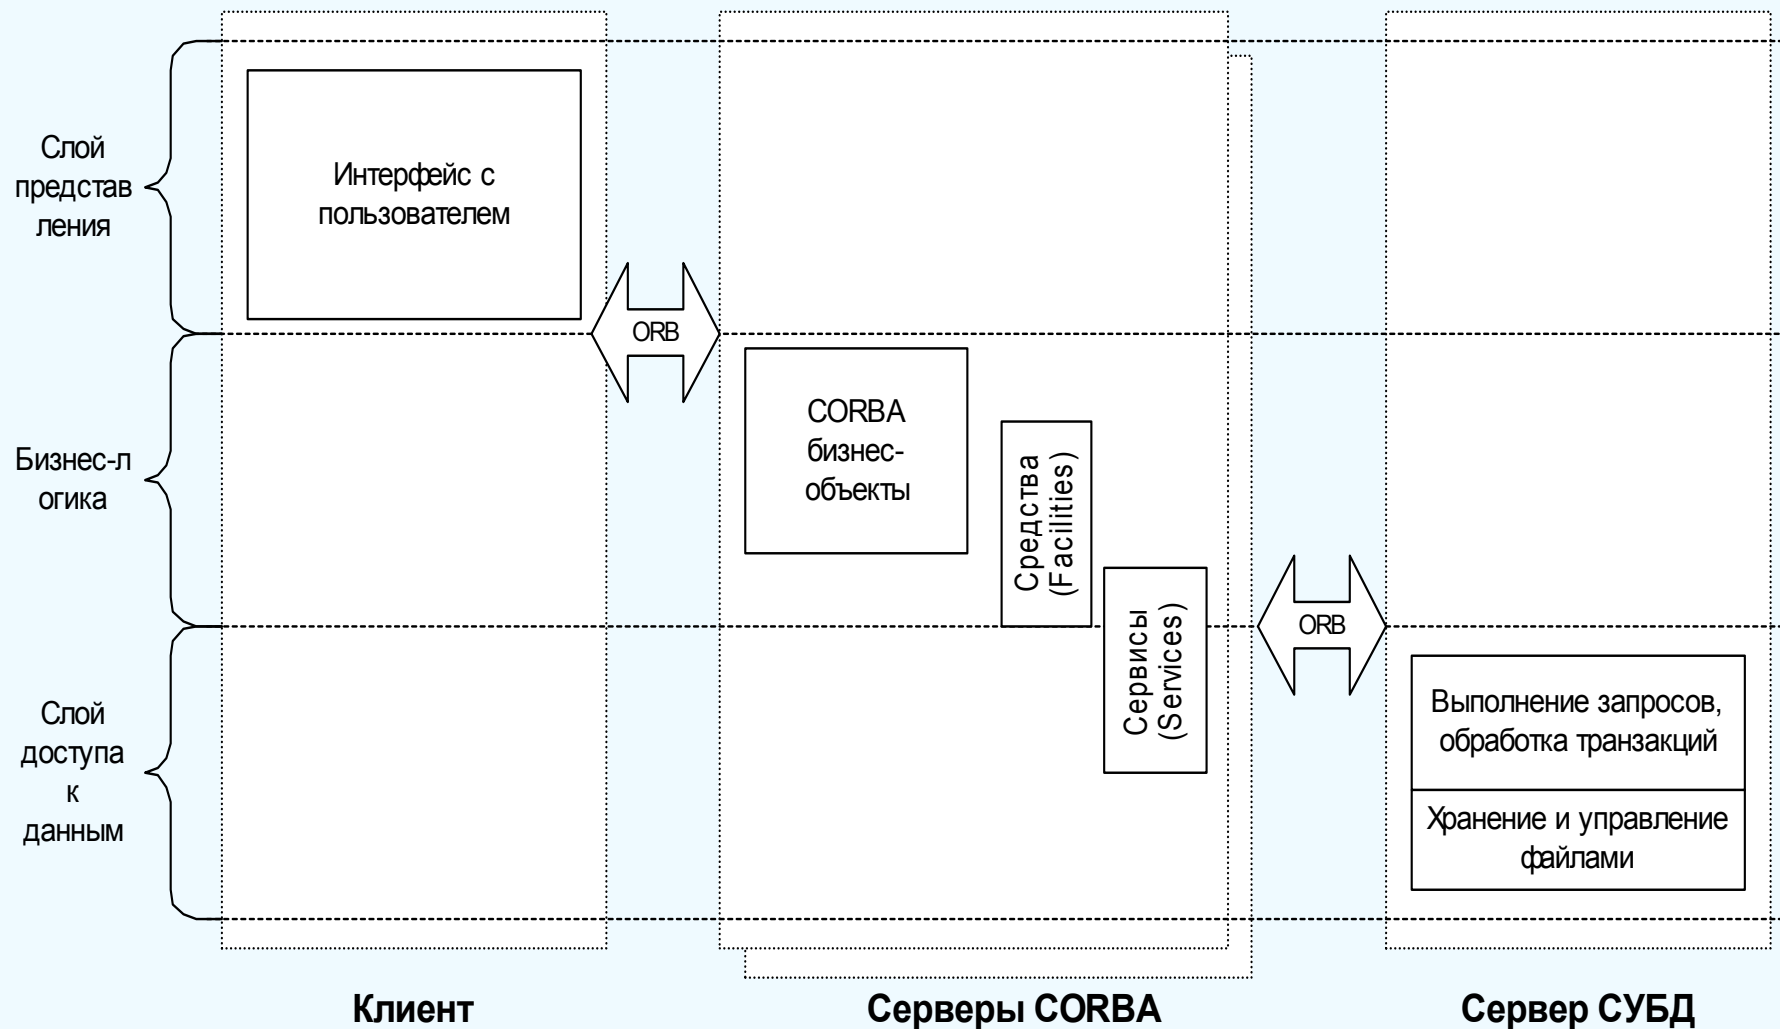 Слой
представ
ления
Интерфейс с
пользователем
ORB
Бизнес-л
огика
CORBA
бизнес-
объекты
Средства
(Facilities)
Сервисы
(Services)
ORB
Слой
доступа
к
данным
Выполнение запросов,
обработка транзакций
Хранение и управление
файлами
Клиент
Серверы CORBA
Сервер СУБД